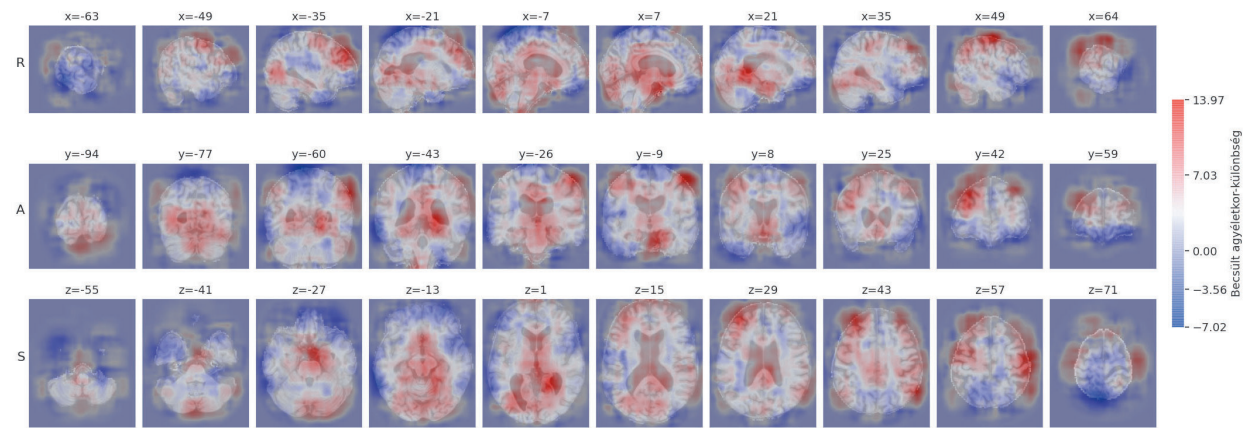 x=-63 x=-49 x=-35 x=-21 x=-7 x=7 x=21 x=35 x=49 x=64
R
y=-94 y=-77 y=-60 y=-43 y=-26 y=-9 y=8 y=25 y=42 y=59
A
z=-55 z=-41 z=-27 z=-13 z=1 z=15 z=29 z=43 z=57 z=71
S
13.97
7.03
0.00
−3.56
−7.02
Becsült agyéletkor-különbség